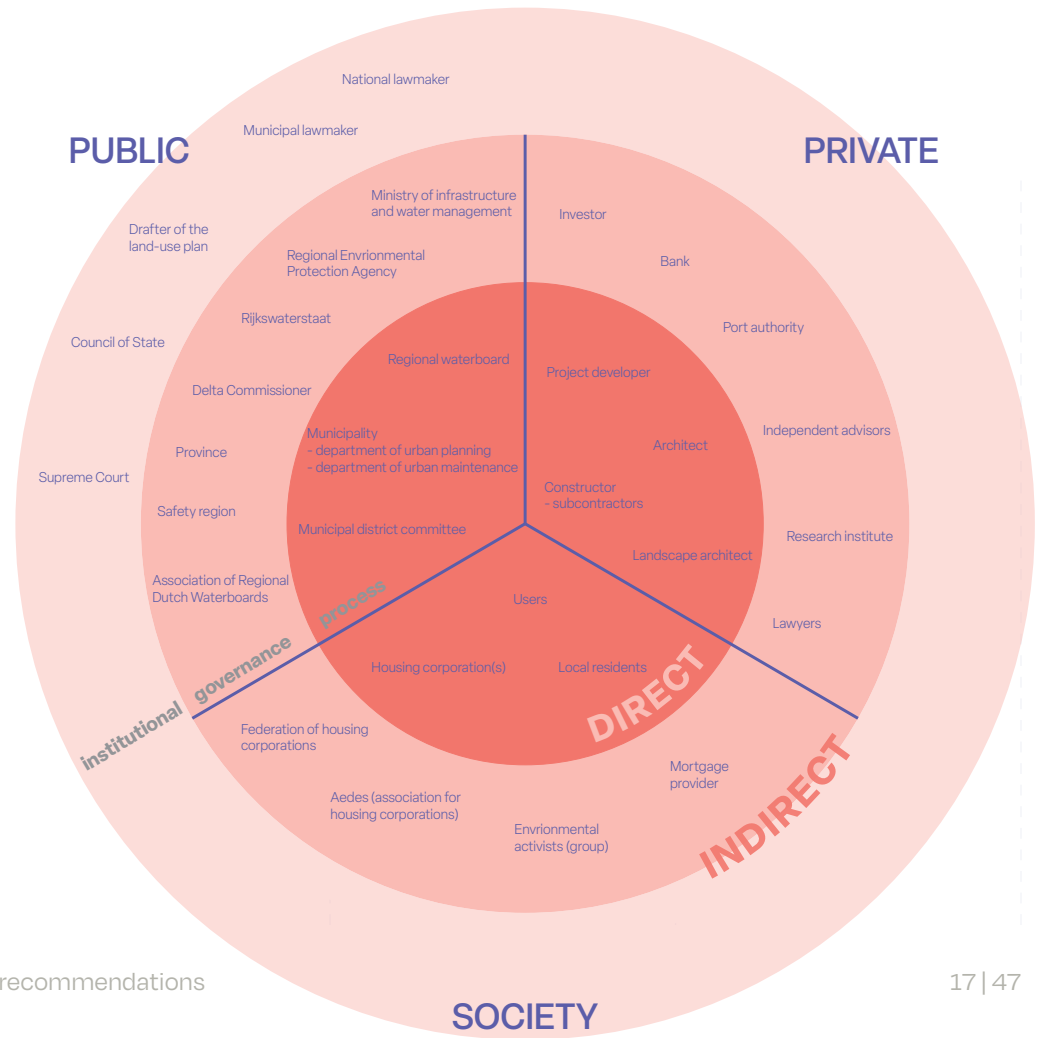 National lawmaker
Municipal lawmaker
PUBLIC
PRIVATE
Ministry of infrastructure
and water management
Investor
Drafter of the
land-use plan
Regional Envrionmental
Protection Agency
Bank
Rijkswaterstaat
Port authority
Council of State
Regional waterboard
Project developer
Delta Commissioner
Municipality
- department of urban planning
- department of urban maintenance
Independent advisors
Architect
Province
Supreme Court
Constructor
- subcontractors
Safety region
Municipal district committee
Research institute
Landscape architect
Association of Regional
Dutch Waterboards
process
Users
Lawyers
governance
institutional
Housing corporation(s)
Local residents
DIRECT
Federation of housing
corporations
Mortgage
provider
INDIRECT
Aedes (association for
housing corporations)
Envrionmental
activists (group)
recommendations
17 | 47
SOCIETY